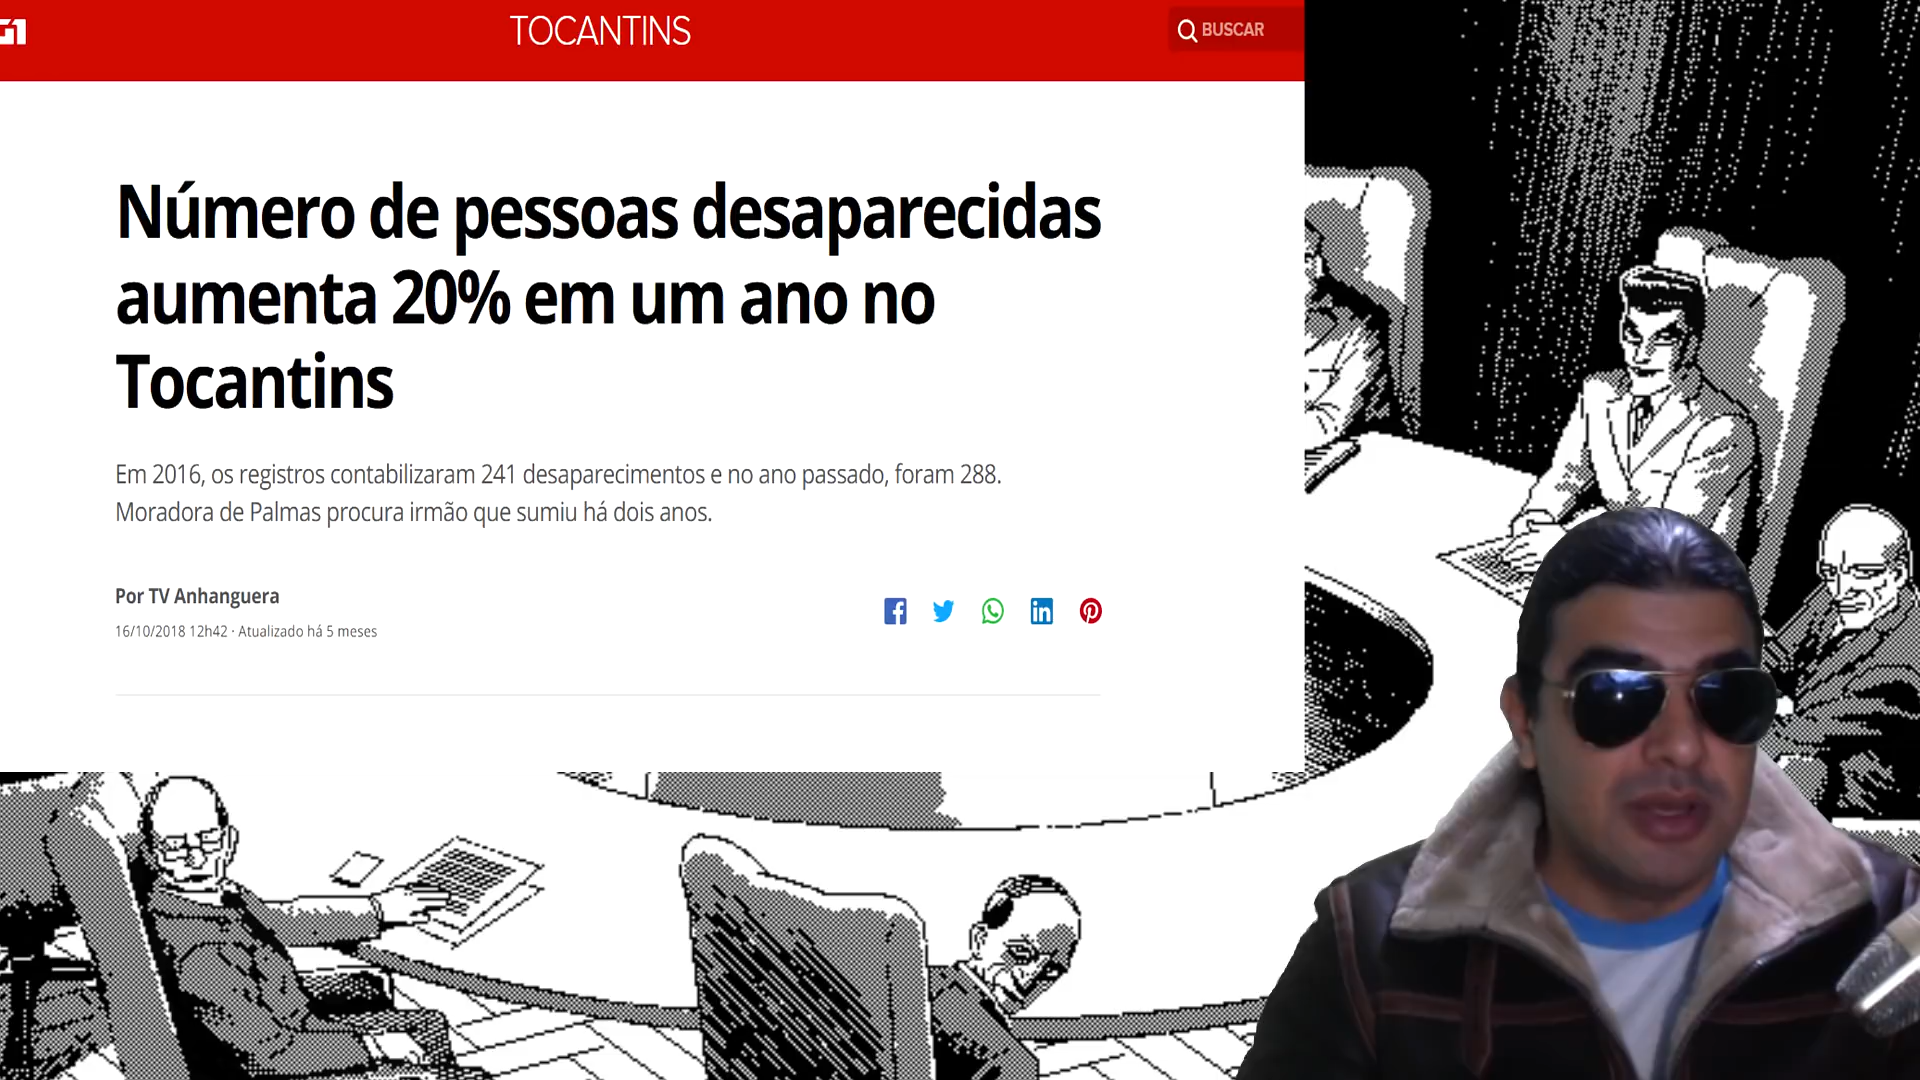 G1
TOCANTINS
BUSCAR
Número de pessoas desaparecidas
aumenta 20% em um ano no
Tocantins
Em 2016, os registros contabilizaram 241 desaparecimentos e no ano passado, foram 288.
Moradora de Palmas procura irmão que sumiu há dois anos.
Por TV Anhanguera
16/10/2018 12h42 · Atualizado há 5 meses